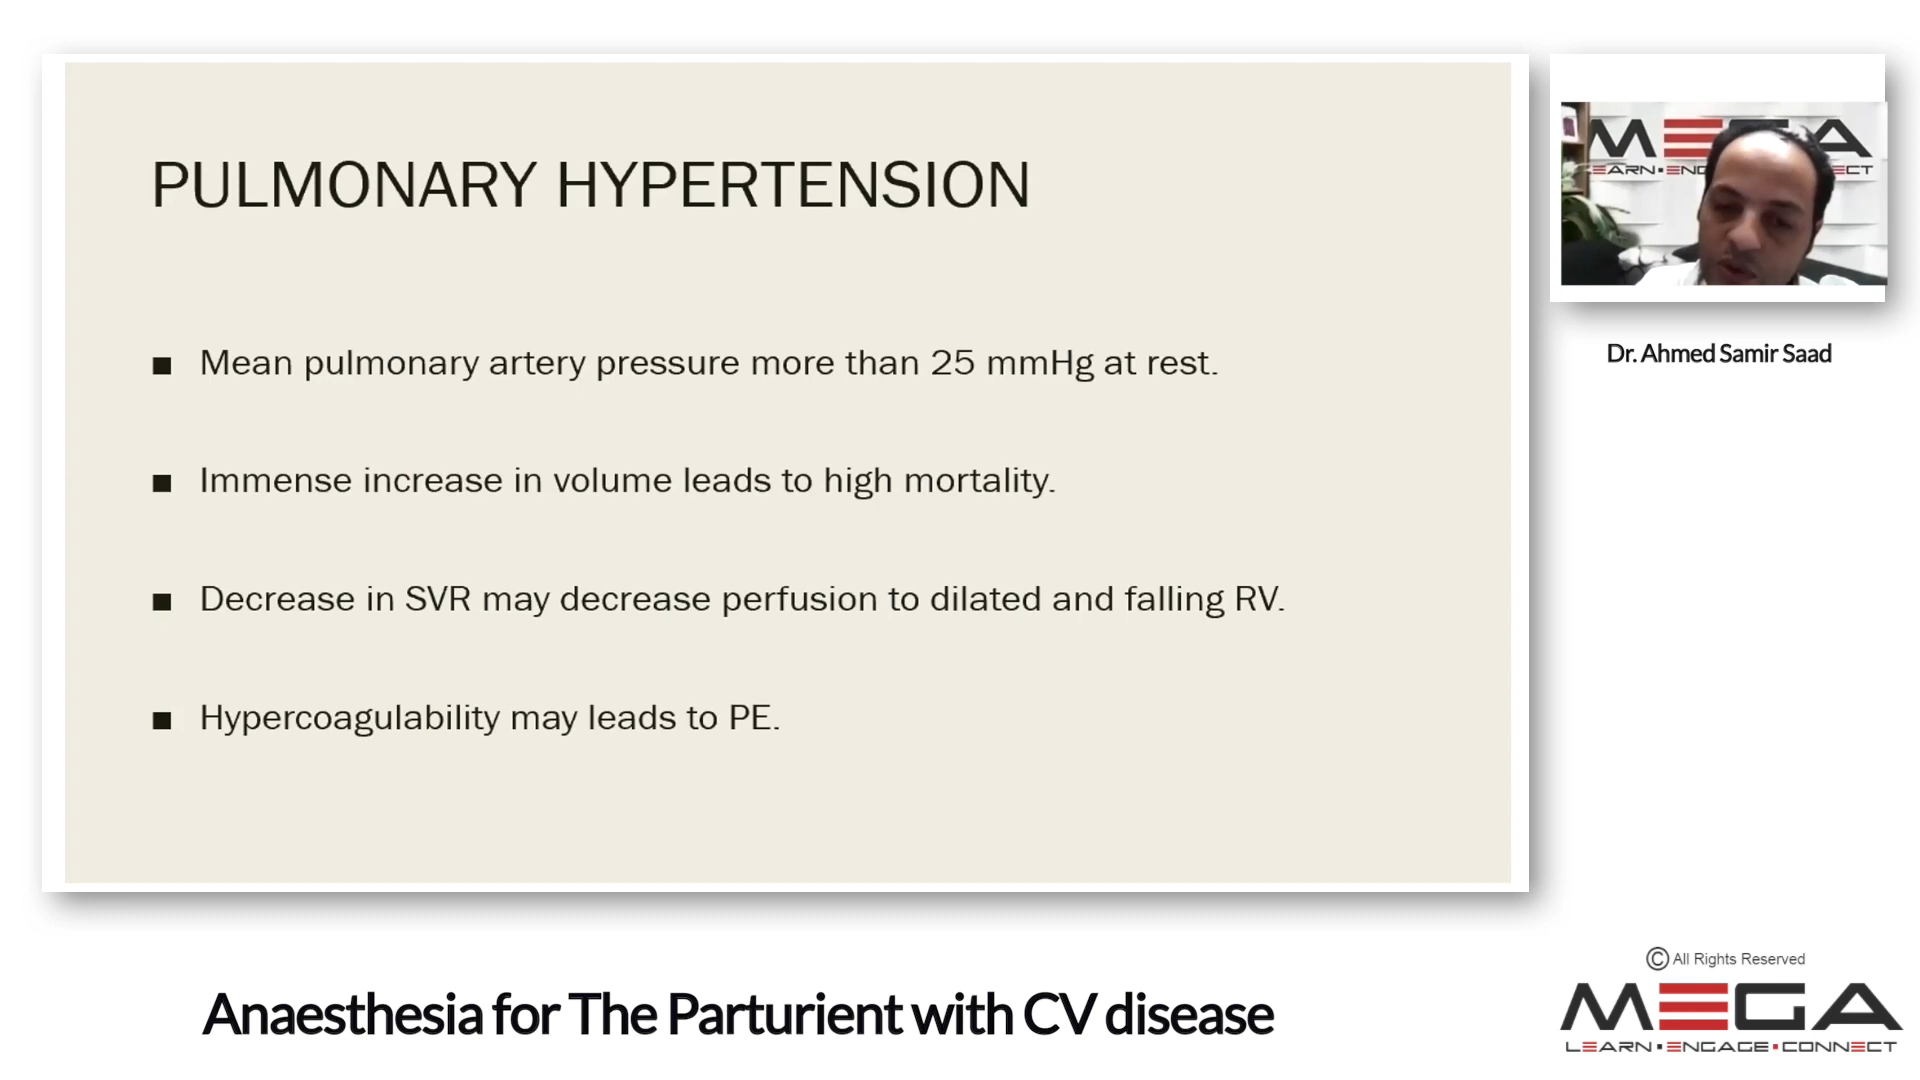 PULMONARY HYPERTENSION
■ Mean pulmonary artery pressure more than 25 mmHg at rest.
■ Immense increase in volume leads to high mortality.
■ Decrease in SVR may decrease perfusion to dilated and falling RV.
■ Hypercoagulability may leads to PE.
MEGA
Dr. Ahmed Samir Saad
© All Rights Reserved
MEGA
LEARN ▪ ENGAGE ▪ CONNECT
Anaesthesia for The Parturient with CV disease